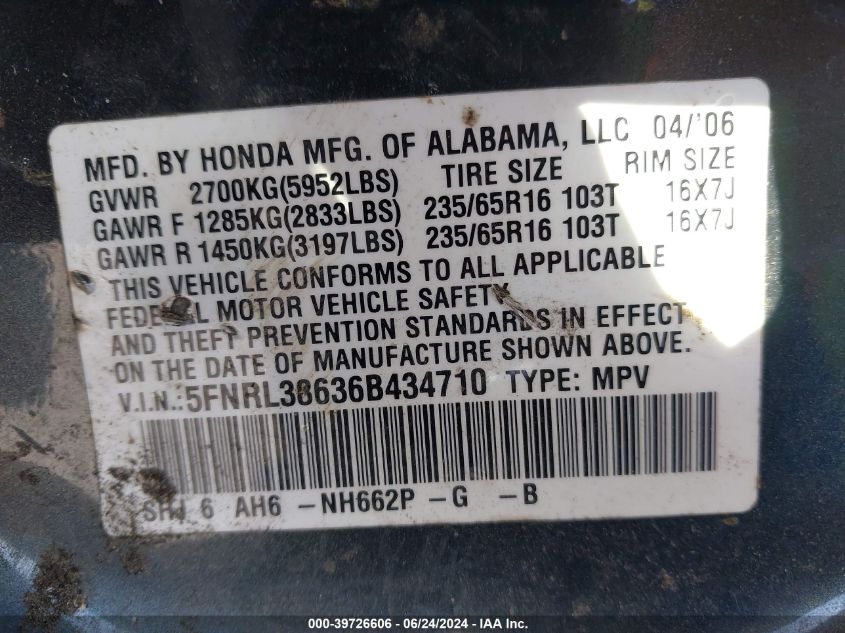 MFD. BY HONDA MFG. OF ALABAMA, LLC 04/'06
GVWR 2700KG(5952LBS) TIRE SIZE RIM SIZE
GAWR F 1285KG(2833LBS) 235/65R16 103T 16X7J
GAWR R 1450KG(3197LBS) 235/65R16 103T 16X7J
THIS VEHICLE CONFORMS TO ALL APPLICABLE
FEDERAL MOTOR VEHICLE SAFETY
AND THEFT PREVENTION STANDARDS IN EFFECT
ON THE DATE OF MANUFACTURE SHOWN ABOVE.
V.I.N.: 5FNRL38636B434710 TYPE: MPV
SHJ 6 AH6 -NH662P -G -B
000-39726606 - 06/24/2024 - IAA Inc.